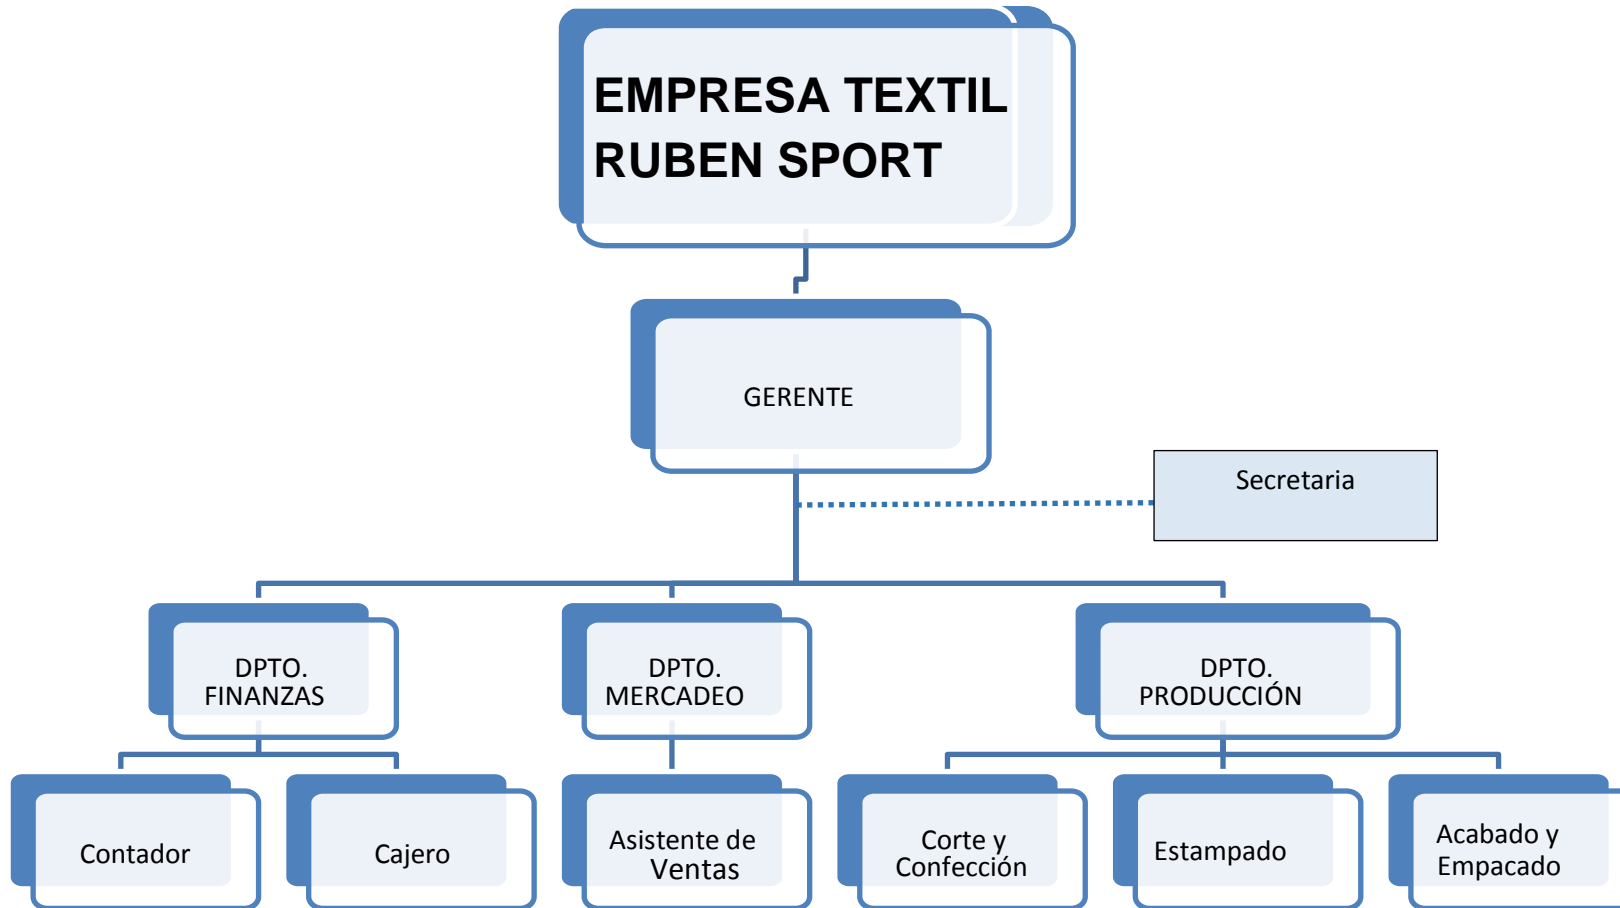 EMPRESA TEXTIL
RUBEN SPORT
GERENTE
Secretaria
DPTO.
FINANZAS
DPTO.
MERCADEO
DPTO.
PRODUCCIÓN
Contador
Cajero
Asistente de
Ventas
Corte y
Confección
Estampado
Acabado y
Empacado